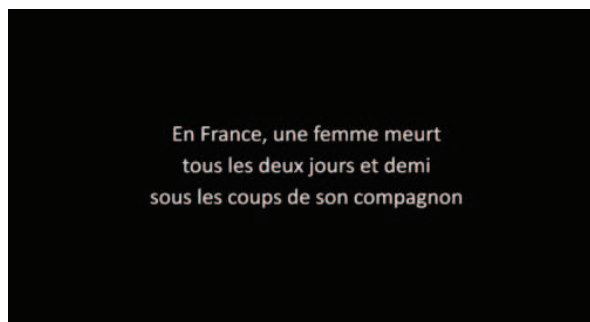 En France, une femme meurt
tous les deux jours et demi
sous les coups de son compagnon